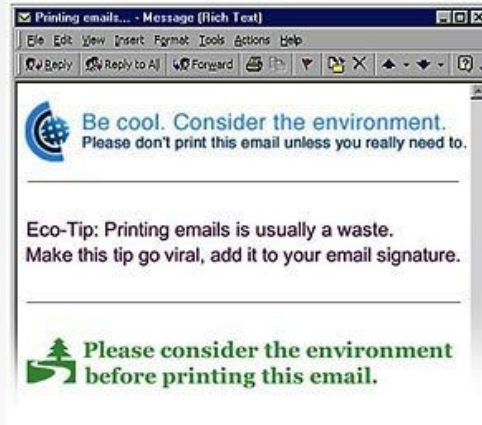 Printing emails... - Message (Rich Text)
File Edit View Insert Format Tools Actions Help
Reply Reply to All Forward
Be cool. Consider the environment.
Please don't print this email unless you really need to.
Eco-Tip: Printing emails is usually a waste.
Make this tip go viral, add it to your email signature.
Please consider the environment
before printing this email.